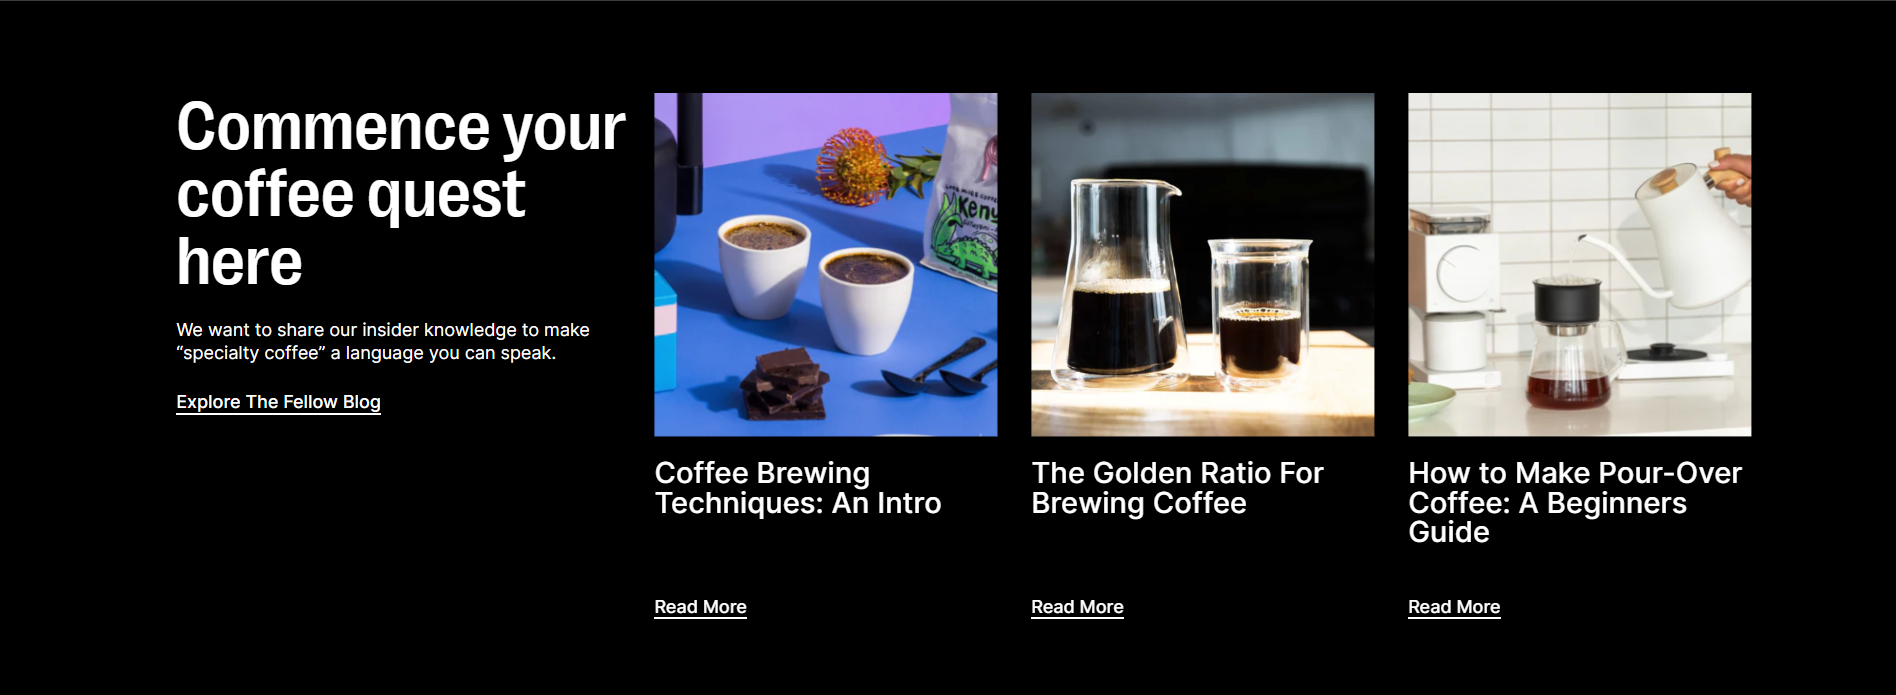 Commence your
coffee quest
here
We want to share our insider knowledge to make
“specialty coffee” a language you can speak.
Explore The Fellow Blog
Coffee Brewing
Techniques: An Intro
Read More
The Golden Ratio For
Brewing Coffee
Read More
How to Make Pour-Over
Coffee: A Beginners
Guide
Read More